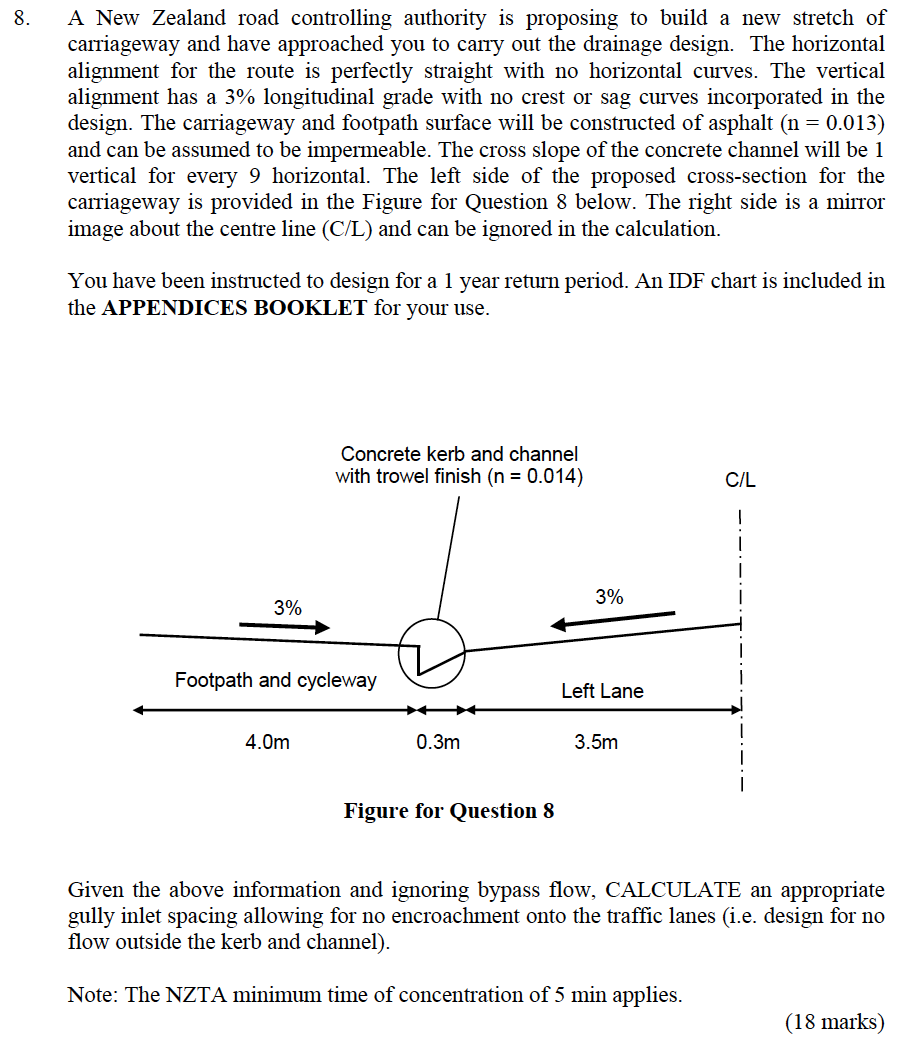 8. A New Zealand road controlling authority is proposing to build a new stretch of
carriageway and have approached you to carry out the drainage design. The horizontal
alignment for the route is perfectly straight with no horizontal curves. The vertical
alignment has a 3% longitudinal grade with no crest or sag curves incorporated in the
design. The carriageway and footpath surface will be constructed of asphalt (n = 0.013)
and can be assumed to be impermeable. The cross slope of the concrete channel will be 1
vertical for every 9 horizontal. The left side of the proposed cross-section for the
carriageway is provided in the Figure for Question 8 below. The right side is a mirror
image about the centre line (C/L) and can be ignored in the calculation.
You have been instructed to design for a 1 year return period. An IDF chart is included in
the APPENDICES BOOKLET for your use.
Concrete kerb and channel
with trowel finish (n = 0.014)
C/L
3%
3%
Footpath and cycleway
Left Lane
4.0m
0.3m
3.5m
Figure for Question 8
Given the above information and ignoring bypass flow, CALCULATE an appropriate
gully inlet spacing allowing for no encroachment onto the traffic lanes (i.e. design for no
flow outside the kerb and channel).
Note: The NZTA minimum time of concentration of 5 min applies.
(18 marks)